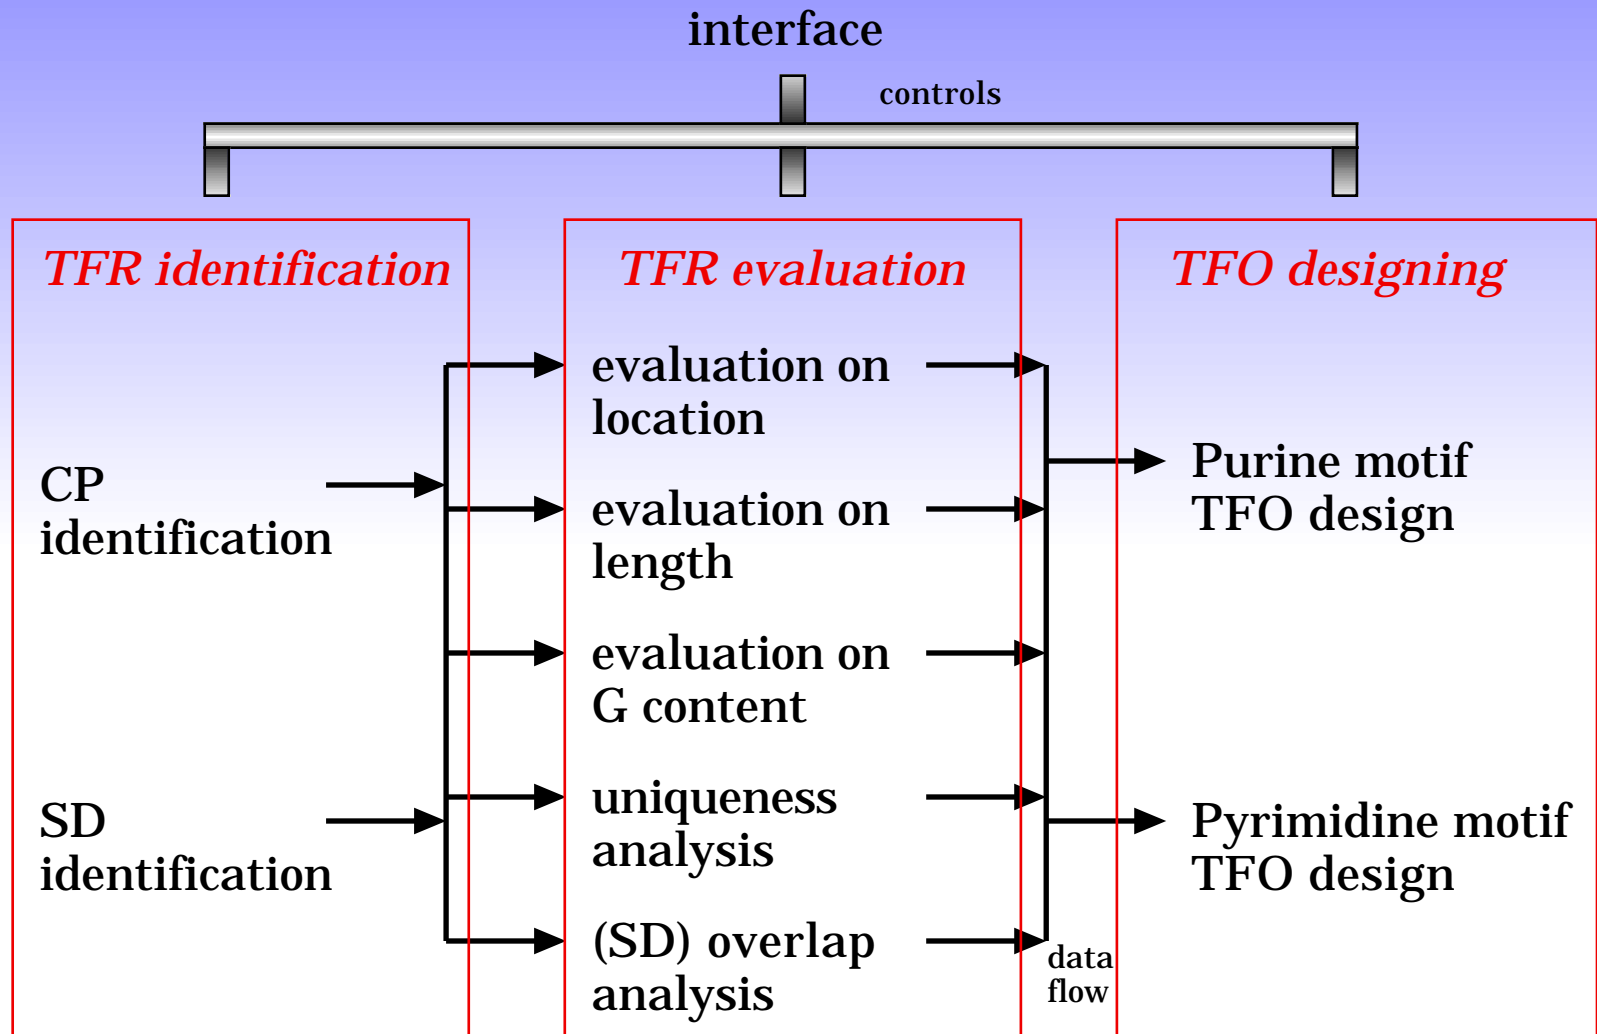 interface
controls
TFR identification
CP
identification
SD
identification
TFR evaluation
evaluation on
location
evaluation on
length
evaluation on
G content
uniqueness
analysis
(SD) overlap
analysis
data
flow
TFO designing
Purine motif
TFO design
Pyrimidine motif
TFO design